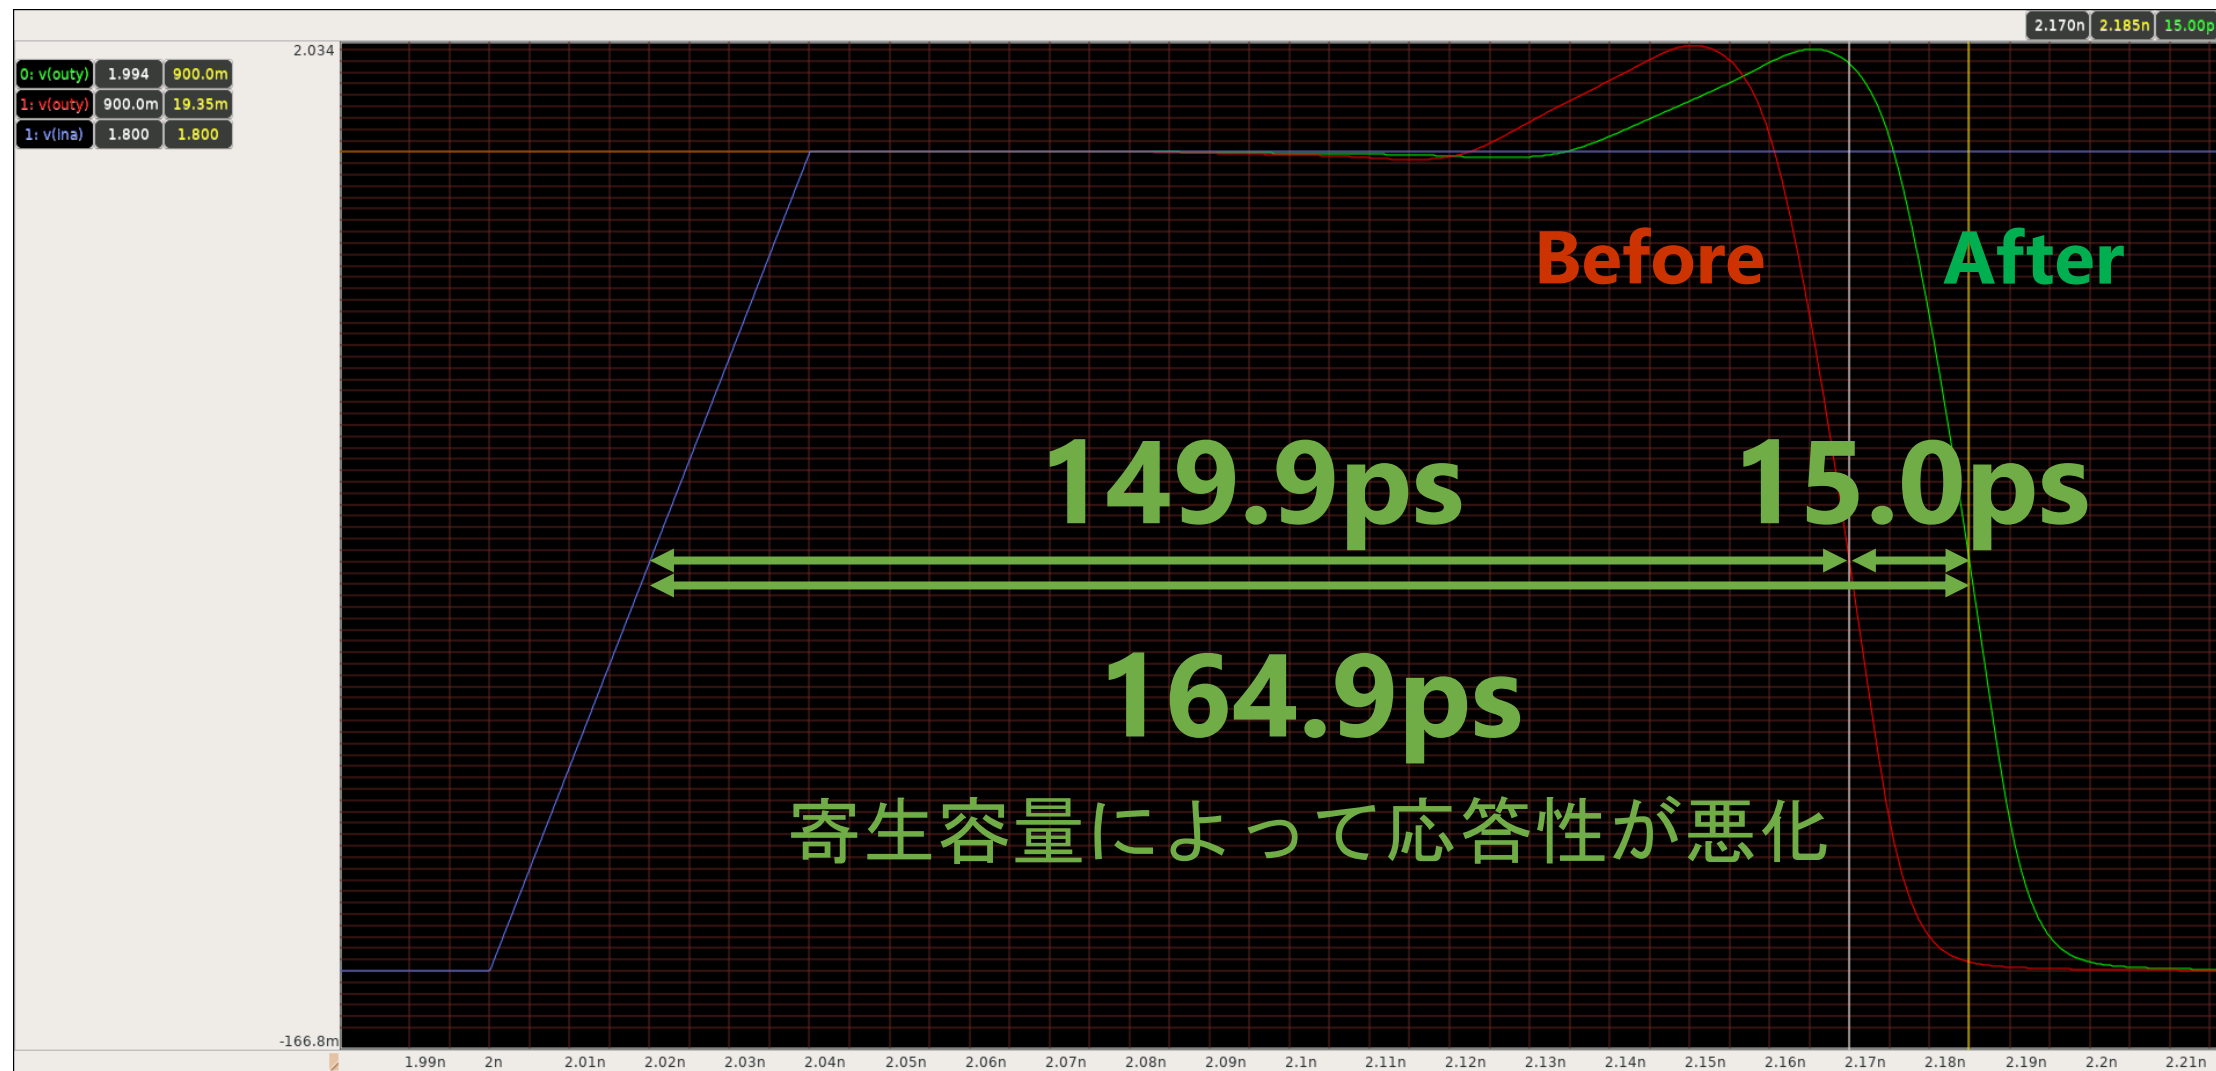 2.170n 2.185n 15.00p
2.034
0: v(outy) 1.994 900.0m
1: v(outy) 900.0m 19.35m
1: v(ina) 1.800 1.800
Before After
149.9ps 15.0ps
164.9ps
寄生容量によって応答性が悪化
-166.8m
1.99n 2n 2.01n 2.02n 2.03n 2.04n 2.05n 2.06n 2.07n 2.08n 2.09n 2.1n 2.11n 2.12n 2.13n 2.14n 2.15n 2.16n 2.17n 2.18n 2.19n 2.2n 2.21n